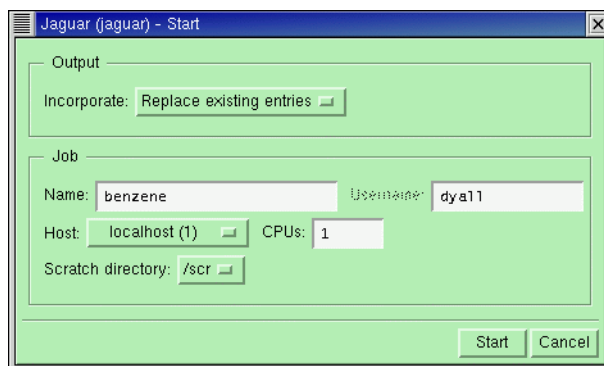 Jaguar (jaguar) - Start
Output
Incorporate: Replace existing entries
Job
Name: benzene Username: dyall
Host: localhost (1) CPUs: 1
Scratch directory: /scr
Start Cancel